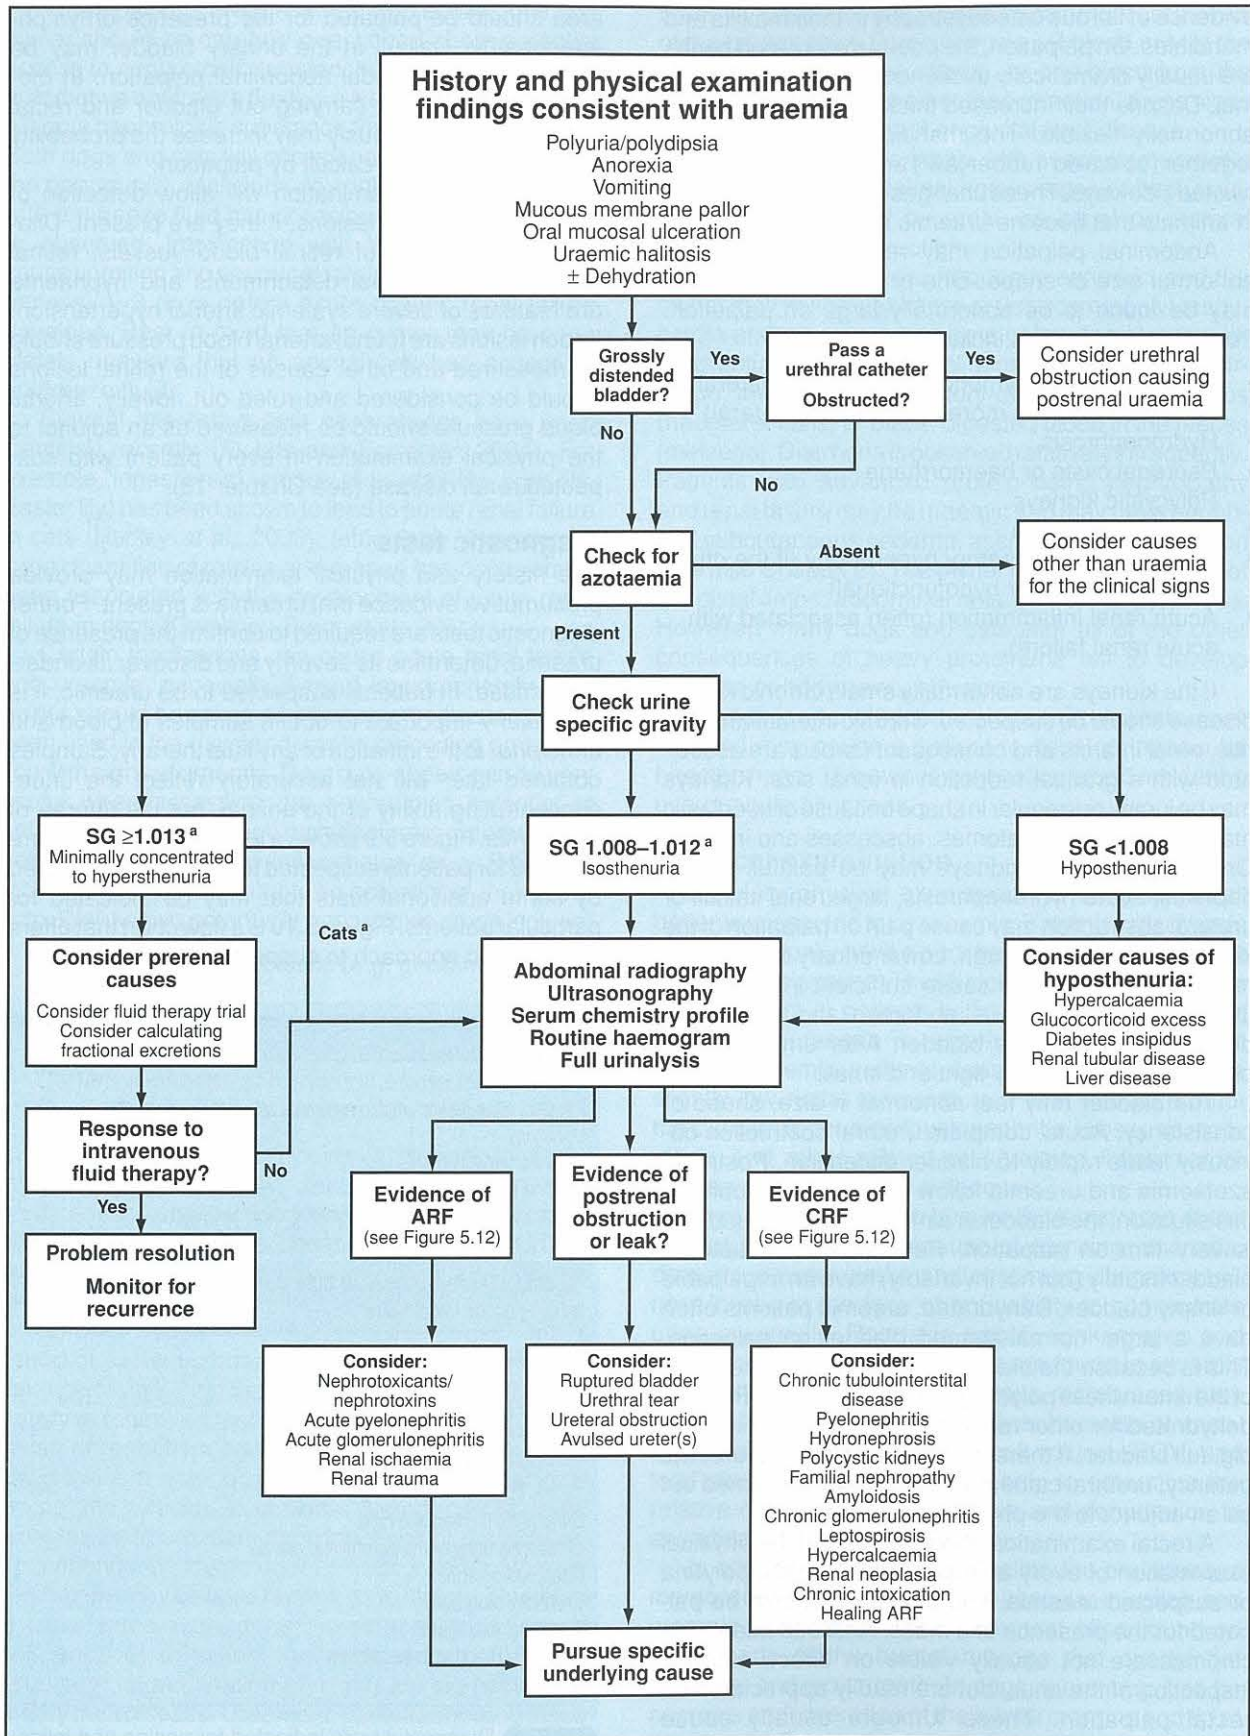 History and physical examination
findings consistent with uraemia
Polyuria/polydipsia
Anorexia
Vomiting
Mucous membrane pallor
Oral mucosal ulceration
Uraemic halitosis
± Dehydration
Grossly
distended
bladder?
Yes
Pass a
urethral catheter
Obstructed?
Yes
Consider urethral
obstruction causing
postrenal uraemia
No
No
Check for
azotaemia
Absent
Consider causes
other than uraemia
for the clinical signs
Present
Check urine
specific gravity
SG ≥1.013 a
Minimally concentrated
to hypersthenuria
SG 1.008–1.012 a
Isosthenuria
SG <1.008
Hyposthenuria
Cats a
Consider prerenal
causes
Consider fluid therapy trial
Consider calculating
fractional excretions
Abdominal radiography
Ultrasonography
Serum chemistry profile
Routine haemogram
Full urinalysis
Consider causes of
hyposthenuria:
Hypercalcaemia
Glucocorticoid excess
Diabetes insipidus
Renal tubular disease
Liver disease
Response to
intravenous
fluid therapy?
No
Yes
Problem resolution
Monitor for
recurrence
Evidence of
ARF
(see Figure 5.12)
Evidence of
postrenal
obstruction
or leak?
Evidence of
CRF
(see Figure 5.12)
Consider:
Nephrotoxicants/
nephrotoxins
Acute pyelonephritis
Acute glomerulonephritis
Renal ischaemia
Renal trauma
Consider:
Ruptured bladder
Urethral tear
Ureteral obstruction
Avulsed ureter(s)
Consider:
Chronic tubulointerstital
disease
Pyelonephritis
Hydronephrosis
Polycystic kidneys
Familial nephropathy
Amyloidosis
Chronic glomerulonephritis
Leptospirosis
Hypercalcaemia
Renal neoplasia
Chronic intoxication
Healing ARF
Pursue specific
underlying cause